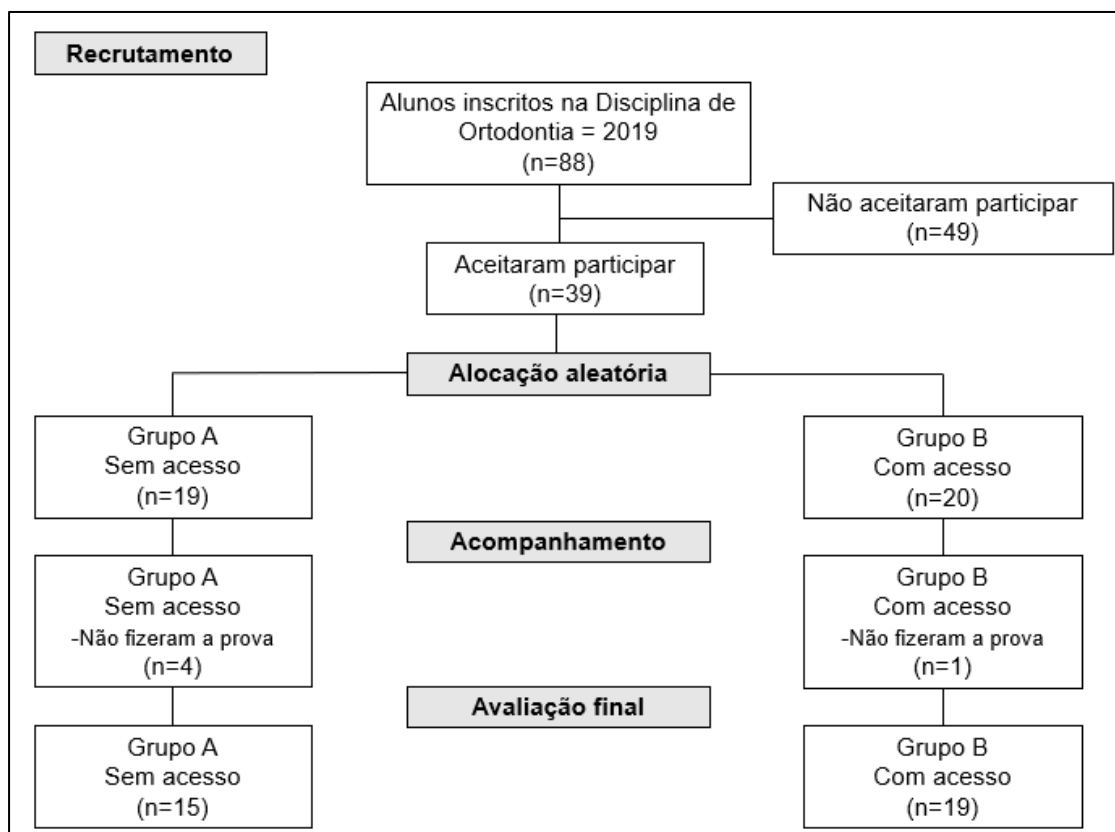 Recrutamento
Alunos inscritos na Disciplina de
Ortodontia = 2019
(n=88)
Não aceitaram participar
(n=49)
Aceitaram participar
(n=39)
Alocação aleatória
Grupo A
Sem acesso
(n=19)
Grupo B
Com acesso
(n=20)
Acompanhamento
Grupo A
Sem acesso
-Não fizeram a prova
(n=4)
Grupo B
Com acesso
-Não fizeram a prova
(n=1)
Avaliação final
Grupo A
Sem acesso
(n=15)
Grupo B
Com acesso
(n=19)